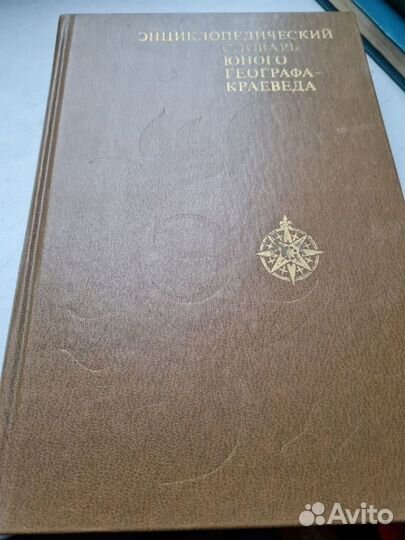 ЭНЦИКЛОПЕДИЧЕСКИЙ
СЛОВАРЬ
ЮНОГО
ГЕОГРАФА-
КРАЕВЕДА
Avito